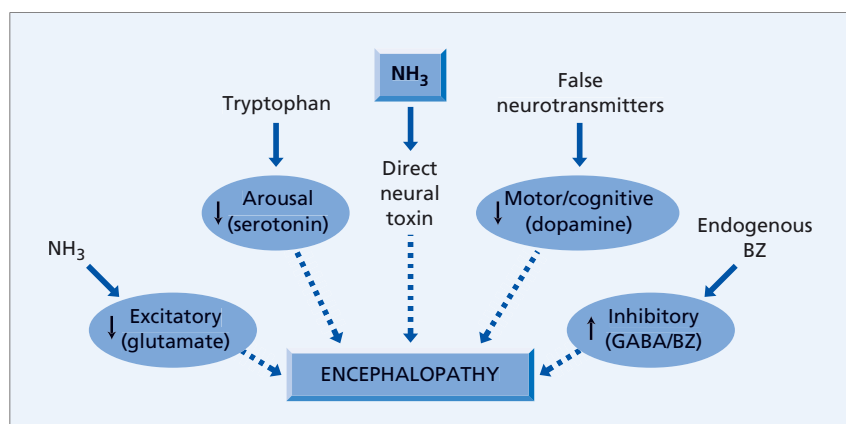 NH₃
False
neurotransmitters
Tryptophan
Direct
neural
toxin
↓ Arousal
(serotonin)
↓ Motor/cognitive
(dopamine)
Endogenous
BZ
NH₃
↓ Excitatory
(glutamate)
↑ Inhibitory
(GABA/BZ)
ENCEPHALOPATHY